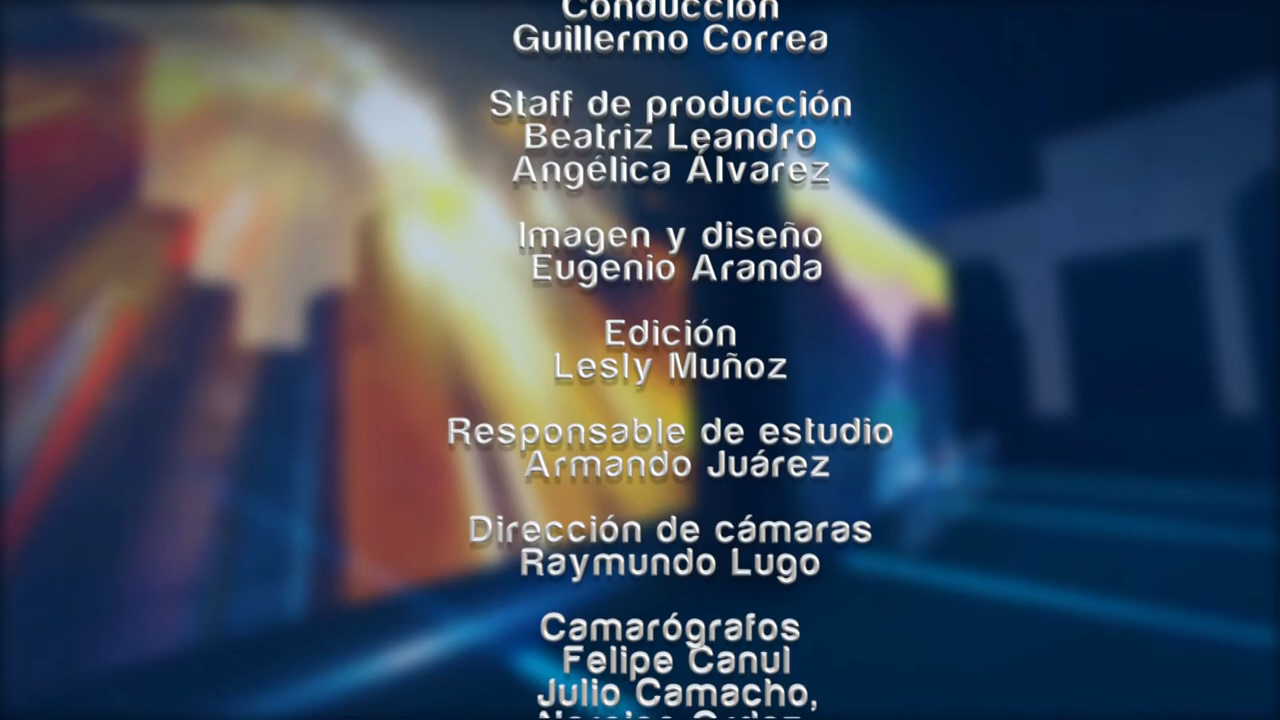 Conducción
Guillermo Correa
Staff de producción
Beatriz Leandro
Angélica Álvarez
Imagen y diseño
Eugenio Aranda
Edición
Lesly Muñoz
Responsable de estudio
Armando Juárez
Dirección de cámaras
Raymundo Lugo
Camarógrafos
Felipe Canul
Julio Camacho,